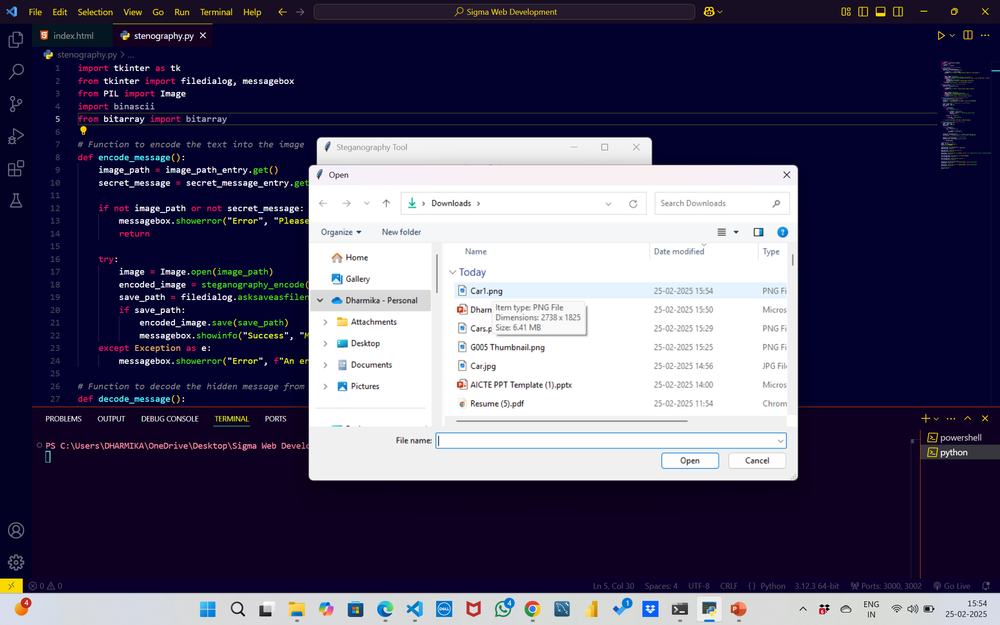 File Edit Selection View Go Run Terminal Help
Sigma Web Development
index.html
stenography.py
stenography.py > ...
1 import tkinter as tk
2 from tkinter import filedialog, messagebox
3 from PIL import Image
4 import binascii
5 from bitarray import bitarray
6
7 # Function to encode the text into the image
8 def encode_message():
9 image_path = image_path_entry.get()
10 secret_message = secret_message_entry.get
11
12 if not image_path or not secret_message:
13 messagebox.showerror("Error", "Please
14 return
15
16 try:
17 image = Image.open(image_path)
18 encoded_image = steganography_encode(
19 save_path = filedialog.asksaveasfilen
20 if save_path:
21 encoded_image.save(save_path)
22 messagebox.showinfo("Success", "M
23 except Exception as e:
24 messagebox.showerror("Error", f"An er
25
26 # Function to decode the hidden message from
27 def decode_message():
Steganography Tool
Open
Downloads
Search Downloads
Organize
New folder
Home
Gallery
Dharmika - Personal
Attachments
Desktop
Documents
Pictures
Name Date modified Type
Today
Car1.png 25-02-2025 15:54 PNG Fi
Dharm 25-02-2025 15:50 Micros
Item type: PNG File
Dimensions: 2738 x 1825
Size: 6.41 MB
Cars.p 25-02-2025 15:29 PNG Fi
G005 Thumbnail.png 25-02-2025 15:25 PNG Fi
Car.jpg 25-02-2025 14:56 JPG File
AICTE PPT Template (1).pptx 25-02-2025 14:00 Micros
Resume (5).pdf 25-02-2025 11:54 Chrom
File name:
Open
Cancel
PROBLEMS OUTPUT DEBUG CONSOLE TERMINAL PORTS
PS C:\Users\DHARMIKA\OneDrive\Desktop\Sigma Web Develo
powershell
python
0 0
Ln 5, Col 30 Spaces: 4 UTF-8 CRLF {} Python 3.12.3 64-bit Ports: 3000, 3002 Go Live
4
DELL
4
1
6
ENG
IN
15:54
25-02-2025